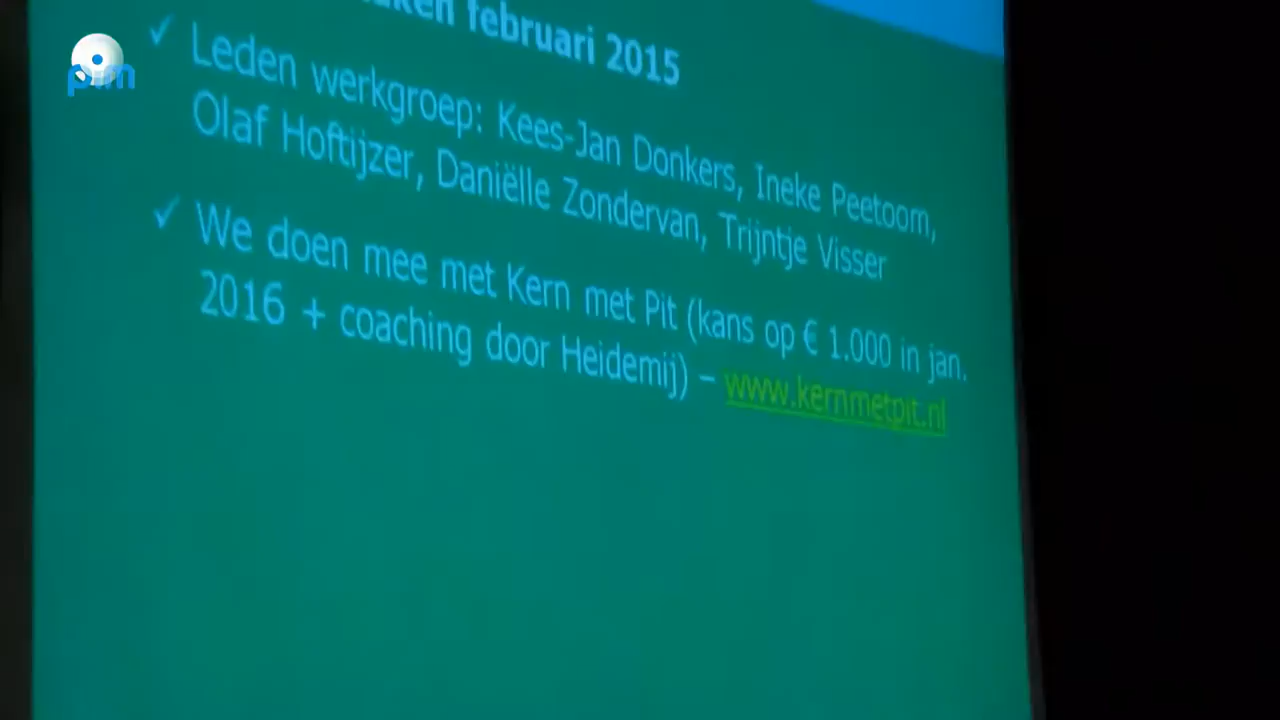 pim
februari 2015
✓ Leden werkgroep: Kees-Jan Donkers, Ineke Peetoom,
Olaf Hoftijzer, Daniëlle Zondervan, Trijntje Visser
✓ We doen mee met Kern met Pit (kans op € 1.000 in jan.
2016 + coaching door Heidemij) – www.kernmetpit.nl